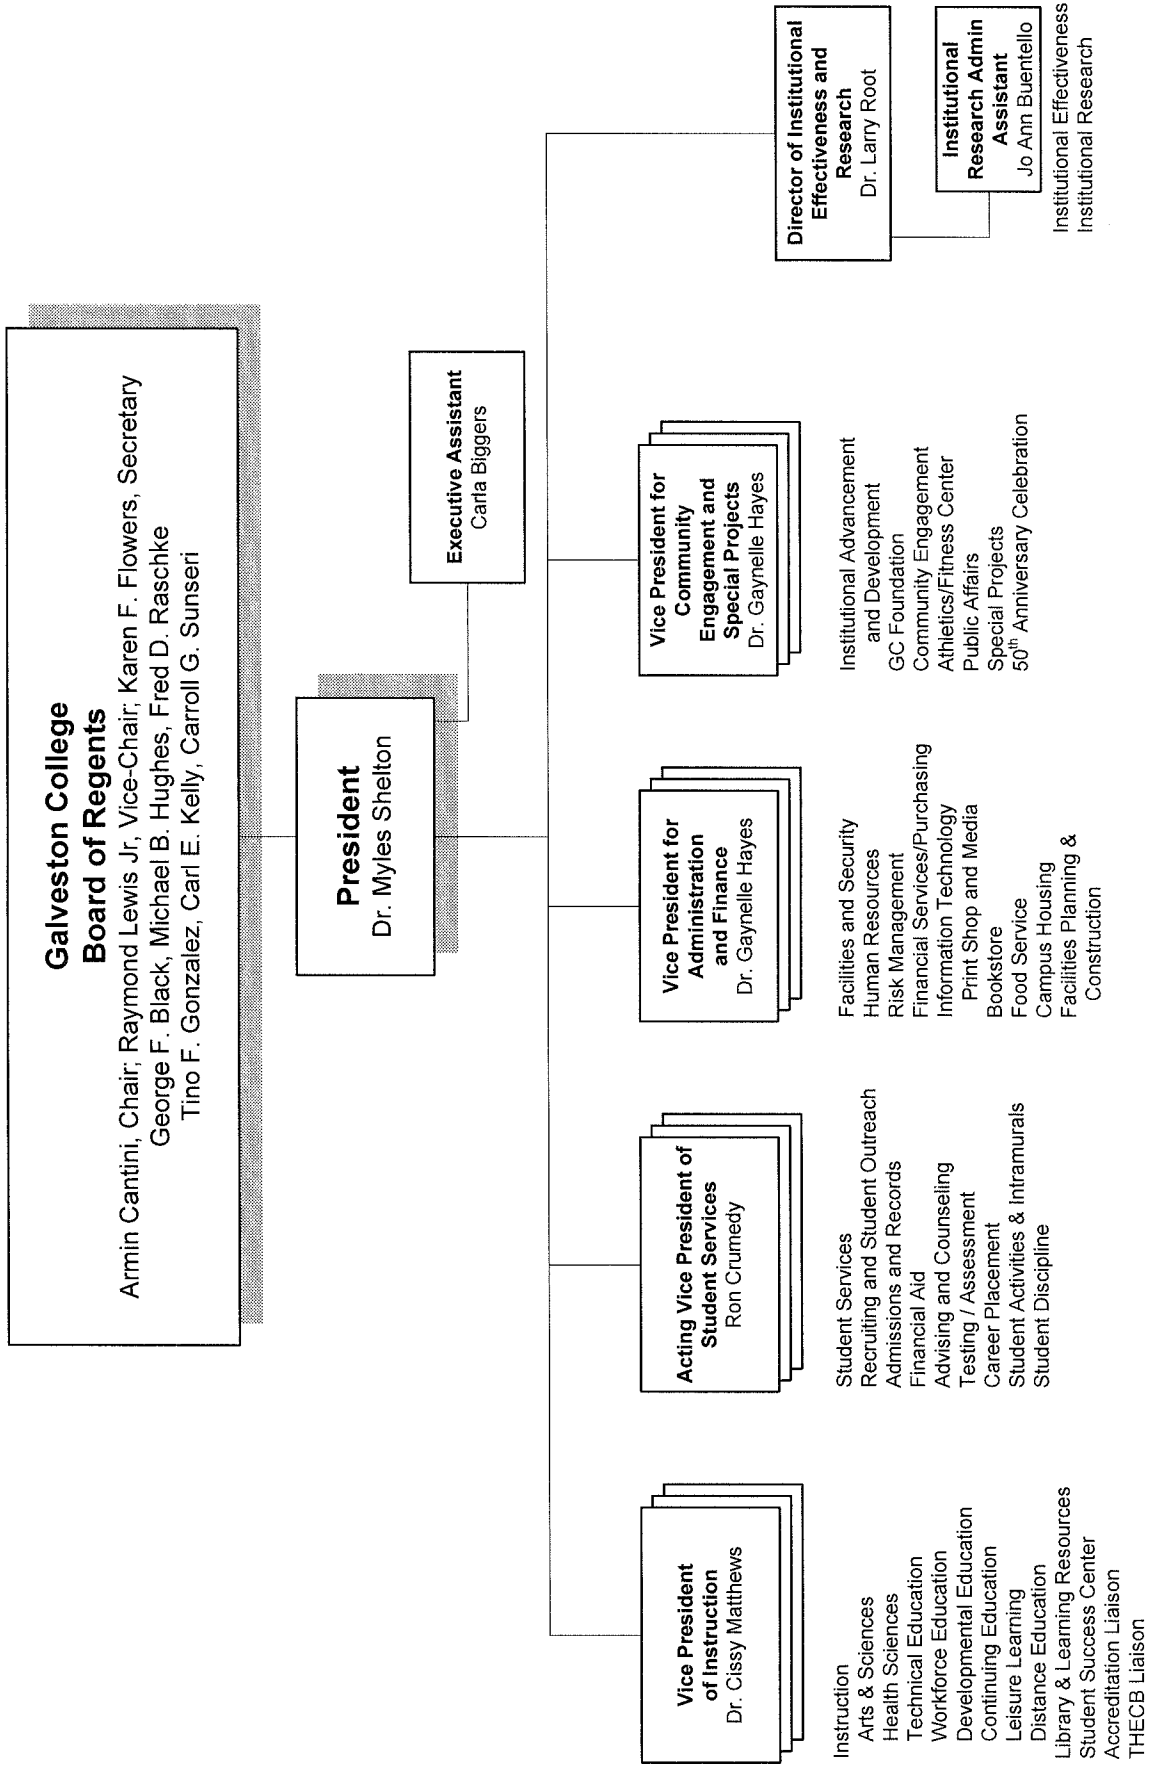 Galveston College
Board of Regents
Armin Cantini, Chair; Raymond Lewis Jr, Vice-Chair; Karen F. Flowers, Secretary
George F. Black, Michael B. Hughes, Fred D. Raschke
Tino F. Gonzalez, Carl E. Kelly, Carroll G. Sunseri
President
Dr. Myles Shelton
Executive Assistant
Carla Biggers
Vice President
of Instruction
Dr. Cissy Matthews
Instruction
Arts & Sciences
Health Sciences
Technical Education
Workforce Education
Developmental Education
Continuing Education
Leisure Learning
Distance Education
Library & Learning Resources
Student Success Center
Accreditation Liaison
THECB Liaison
Acting Vice President of
Student Services
Ron Crumedy
Student Services
Recruiting and Student Outreach
Admissions and Records
Financial Aid
Advising and Counseling
Testing / Assessment
Career Placement
Student Activities & Intramurals
Student Discipline
Vice President for
Administration
and Finance
Dr. Gaynelle Hayes
Facilities and Security
Human Resources
Risk Management
Financial Services/Purchasing
Information Technology
Print Shop and Media
Bookstore
Food Service
Campus Housing
Facilities Planning &
Construction
Vice President for
Community
Engagement and
Special Projects
Dr. Gaynelle Hayes
Institutional Advancement
and Development
GC Foundation
Community Engagement
Athletics/Fitness Center
Public Affairs
Special Projects
50th Anniversary Celebration
Director of Institutional
Effectiveness and
Research
Dr. Larry Root
Institutional
Research Admin
Assistant
Jo Ann Buentello
Institutional Effectiveness
Institutional Research